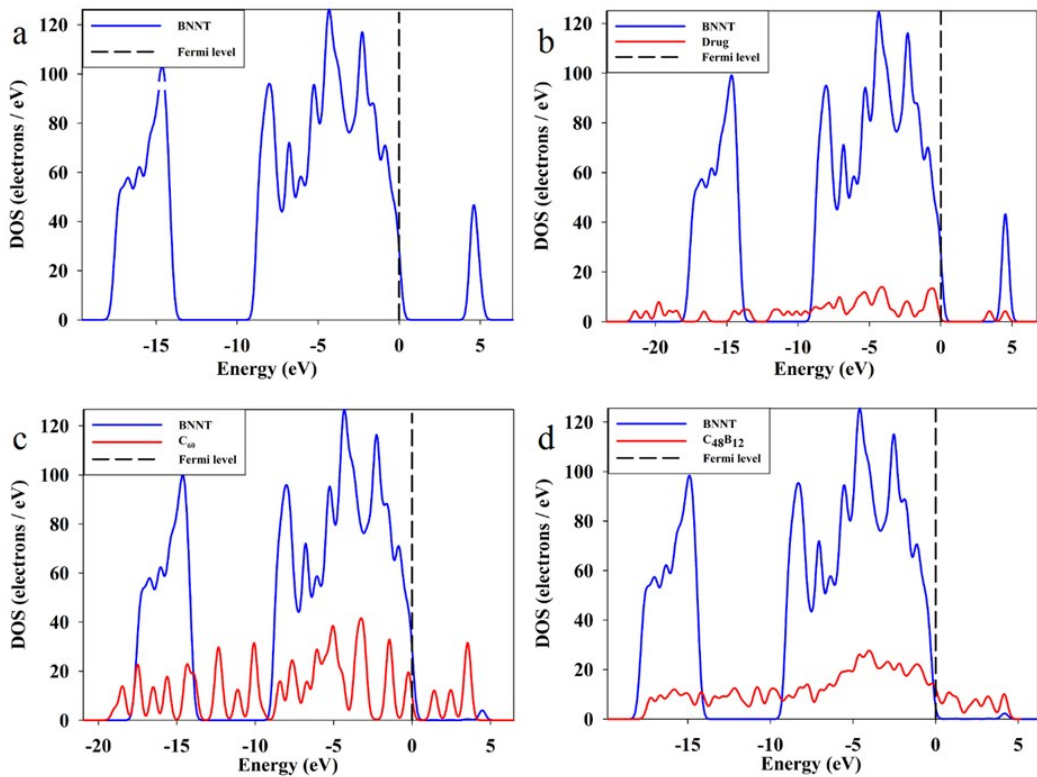 a
BNNT
Fermi level
DOS (electrons / eV)
120
100
80
60
40
20
0
-15
-10
-5
0
5
Energy (eV)
b
BNNT
Drug
Fermi level
DOS (electrons / eV)
120
100
80
60
40
20
0
-20
-15
-10
-5
0
5
Energy (eV)
c
BNNT
C₆₀
Fermi level
DOS (electrons / eV)
120
100
80
60
40
20
0
-20
-15
-10
-5
0
5
Energy (eV)
d
BNNT
C₄₈B₁₂
Fermi level
DOS (electrons / eV)
120
100
80
60
40
20
0
-15
-10
-5
0
5
Energy (eV)